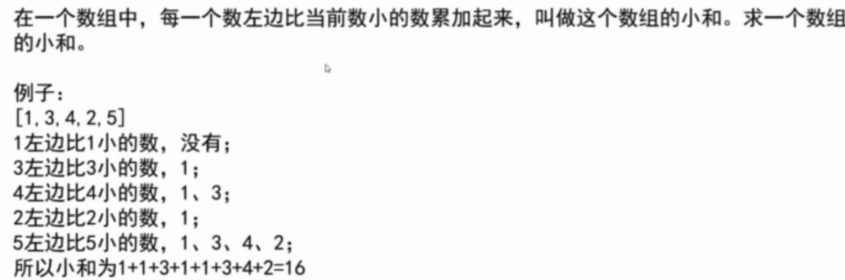 在一个数组中，每一个数左边比当前数小的数累加起来，叫做这个数组的小和。求一个数组
的小和。
例子：
[1,3,4,2,5]
1左边比1小的数，没有；
3左边比3小的数，1；
4左边比4小的数，1、3；
2左边比2小的数，1；
5左边比5小的数，1、3、4、2；
所以小和为1+1+3+1+1+3+4+2=16